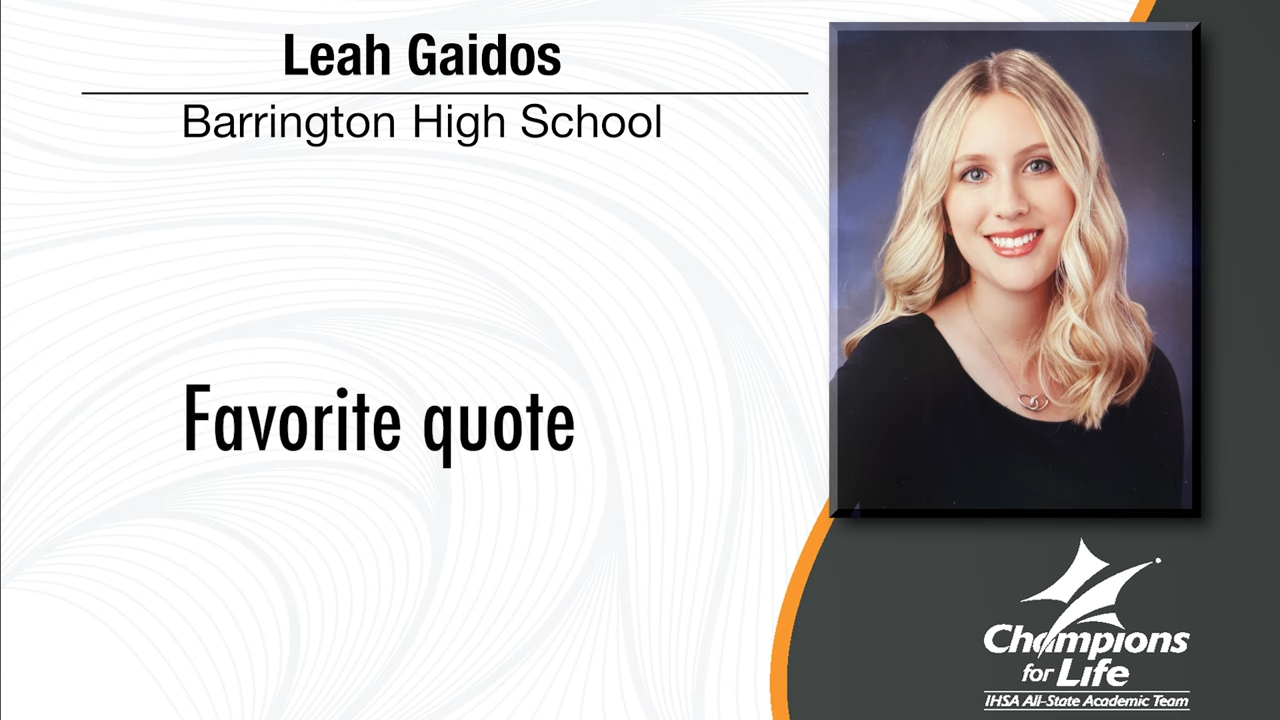 Leah Gaidos
Barrington High School
Favorite quote
Champions
for Life
IHSA All-State Academic Team